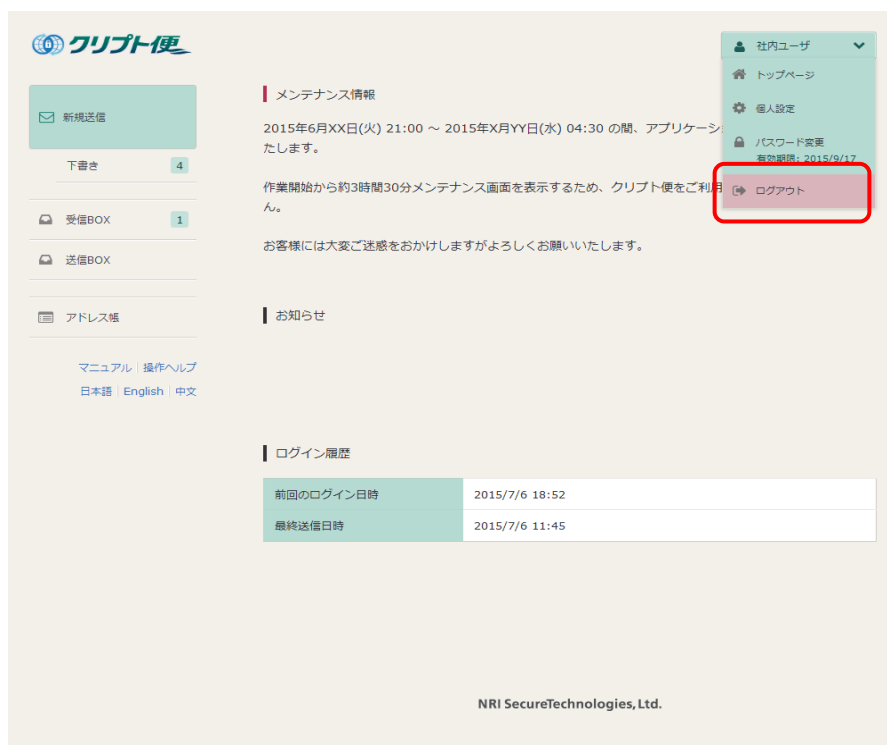 クリプト便
社内ユーザ
トップページ
個人設定
パスワード変更
有効期限: 2015/9/17
ログアウト
新規送信
下書き 4
受信BOX 1
送信BOX
アドレス帳
マニュアル 操作ヘルプ
日本語 English 中文
メンテナンス情報
2015年6月XX日(火) 21:00 ～ 2015年X月YY日(水) 04:30 の間、アプリケーシ
たします。
作業開始から約3時間30分メンテナンス画面を表示するため、クリプト便をご利用
ん。
お客様には大変ご迷惑をおかけしますがよろしくお願いいたします。
お知らせ
ログイン履歴
前回のログイン日時 2015/7/6 18:52
最終送信日時 2015/7/6 11:45
NRI SecureTechnologies, Ltd.